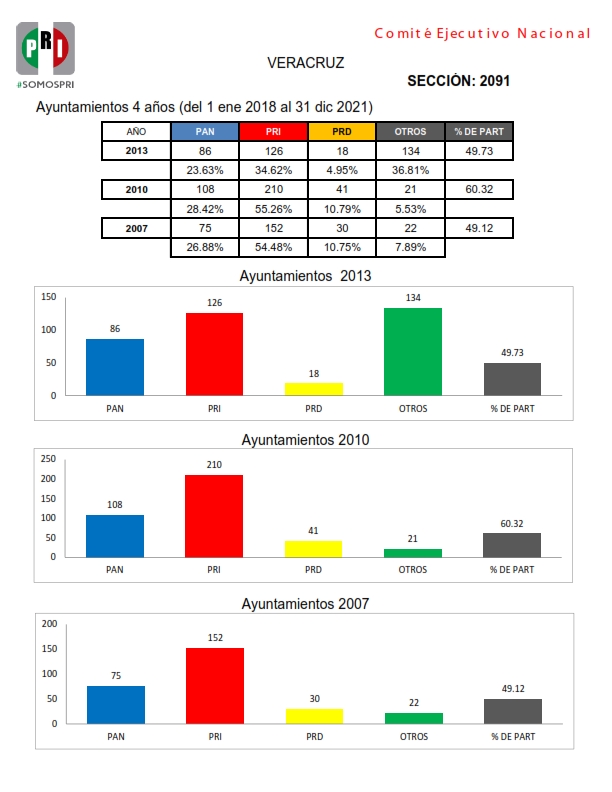 Comité Ejecutivo Nacional
PRI
#SOMOSPRI
VERACRUZ
SECCIÓN: 2091
Ayuntamientos 4 años (del 1 ene 2018 al 31 dic 2021)
AÑO PAN PRI PRD OTROS % DE PART
2013 86 126 18 134 49.73
23.63% 34.62% 4.95% 36.81%
2010 108 210 41 21 60.32
28.42% 55.26% 10.79% 5.53%
2007 75 152 30 22 49.12
26.88% 54.48% 10.75% 7.89%
Ayuntamientos 2013
150
134
126
100
86
50
49.73
18
0
PAN PRI PRD OTROS % DE PART
Ayuntamientos 2010
250
210
200
150
108
100
60.32
50
41
21
0
PAN PRI PRD OTROS % DE PART
Ayuntamientos 2007
200
152
150
100
75
50
49.12
30
22
0
PAN PRI PRD OTROS % DE PART